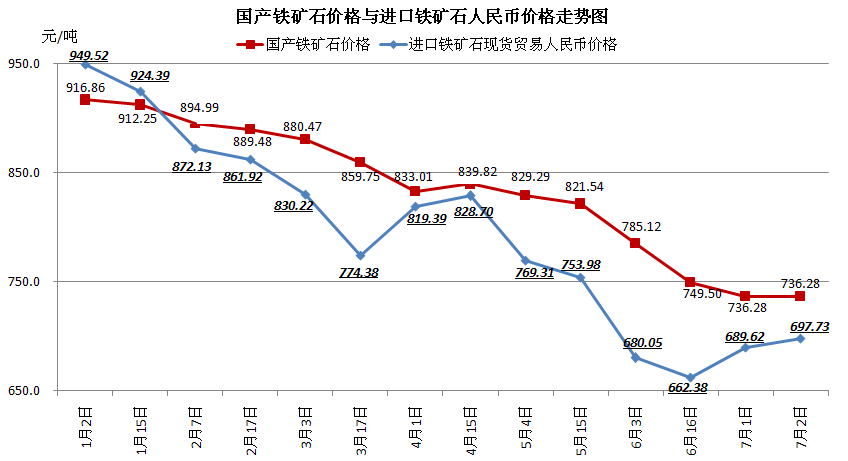 国产铁矿石价格与进口铁矿石人民币价格走势图
元/吨
国产铁矿石价格 进口铁矿石现货贸易人民币价格
950.0
850.0
750.0
650.0
949.52
924.39
916.86
912.25
894.99
889.48
880.47
872.13
861.92
859.75
830.22
774.38
833.01
819.39
839.82
828.70
829.29
821.54
769.31
753.98
785.12
749.50
736.28
736.28
680.05
662.38
689.62
697.73
1月2日
1月15日
2月7日
2月17日
3月3日
3月17日
4月1日
4月15日
5月4日
5月15日
6月3日
6月16日
7月1日
7月2日